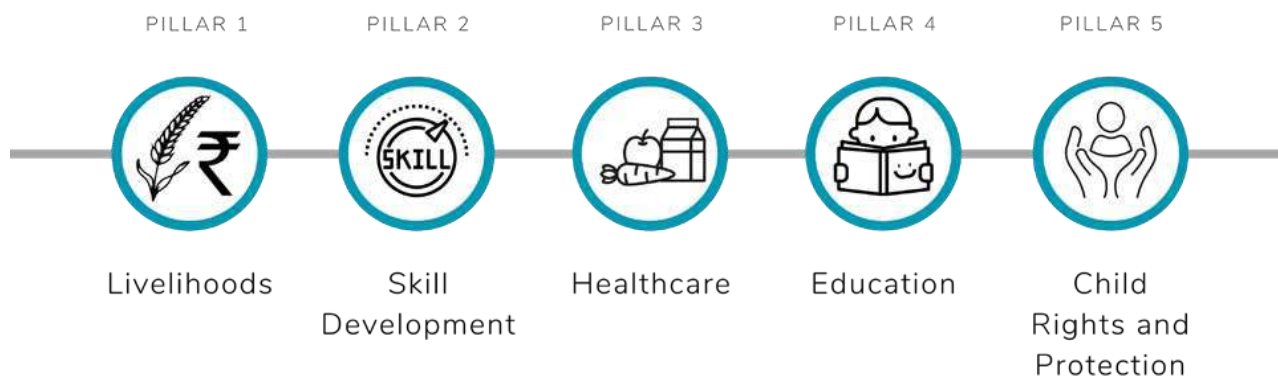 PILLAR 1
PILLAR 2
PILLAR 3
PILLAR 4
PILLAR 5
₹
SKILL
Livelihoods
Skill
Development
Healthcare
Education
Child
Rights and
Protection